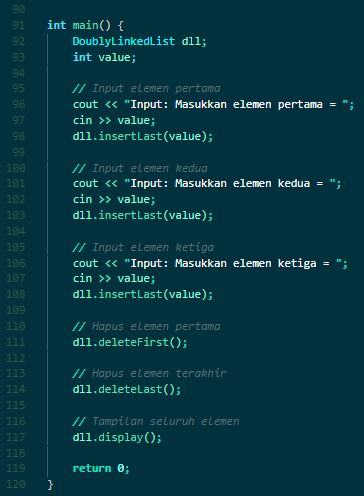 90
91 int main() {
92     DoublyLinkedList dll;
93     int value;
94
95     // Input elemen pertama
96     cout << "Input: Masukkan elemen pertama = ";
97     cin >> value;
98     dll.insertLast(value);
99
100     // Input elemen kedua
101     cout << "Input: Masukkan elemen kedua = ";
102     cin >> value;
103     dll.insertLast(value);
104
105     // Input elemen ketiga
106     cout << "Input: Masukkan elemen ketiga = ";
107     cin >> value;
108     dll.insertLast(value);
109
110     // Hapus elemen pertama
111     dll.deleteFirst();
112
113     // Hapus elemen terakhir
114     dll.deleteLast();
115
116     // Tampilan seluruh elemen
117     dll.display();
118
119     return 0;
120 }